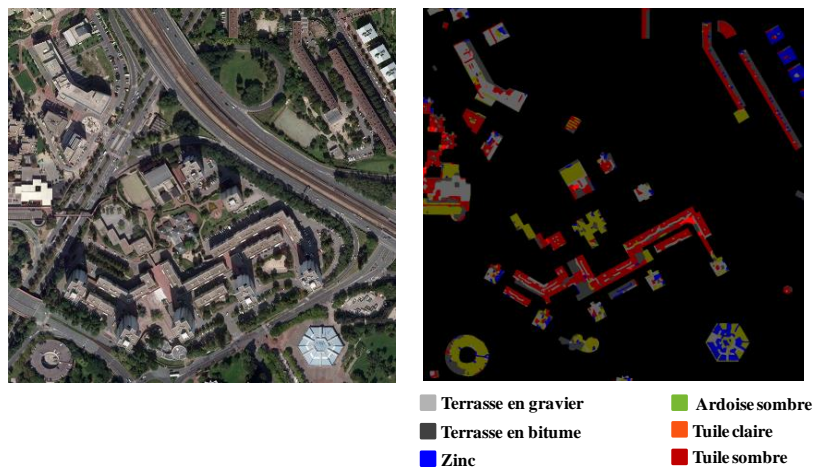 Terrasse en gravier
Terrasse en bitume
Zinc
Ardoise sombre
Tuile claire
Tuile sombre